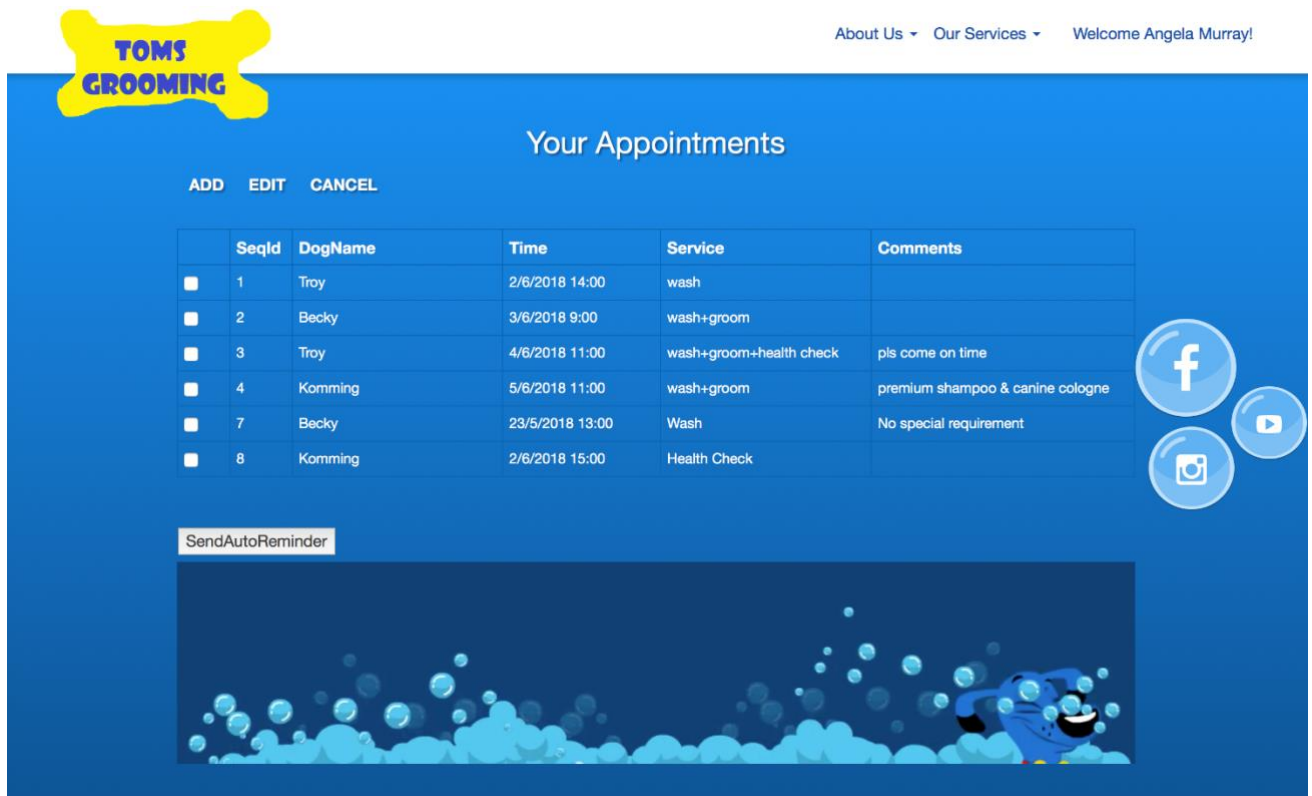 TOMS
GROOMING
About Us Our Services Welcome Angela Murray!
Your Appointments
ADD EDIT CANCEL
SeqId DogName Time Service Comments
1 Troy 2/6/2018 14:00 wash
2 Becky 3/6/2018 9:00 wash+groom
3 Troy 4/6/2018 11:00 wash+groom+health check pls come on time
4 Komming 5/6/2018 11:00 wash+groom premium shampoo & canine cologne
7 Becky 23/5/2018 13:00 Wash No special requirement
8 Komming 2/6/2018 15:00 Health Check
SendAutoReminder